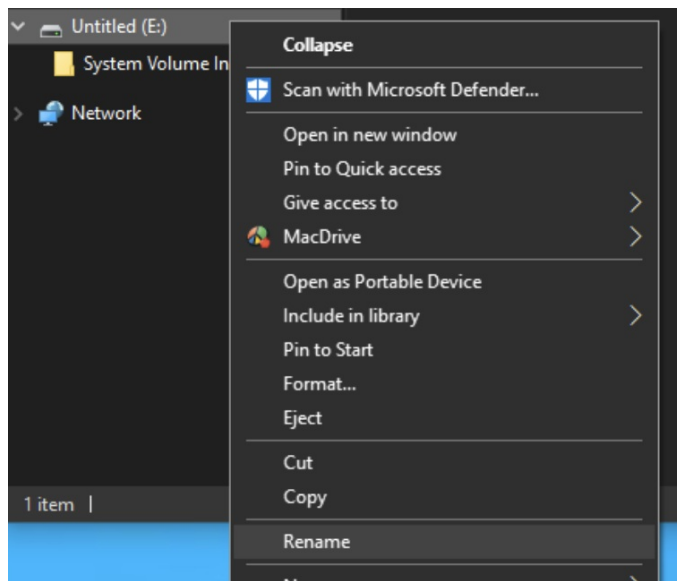 Untitled (E:)
System Volume In
Network
1 item
Collapse
Scan with Microsoft Defender...
Open in new window
Pin to Quick access
Give access to
MacDrive
Open as Portable Device
Include in library
Pin to Start
Format...
Eject
Cut
Copy
Rename